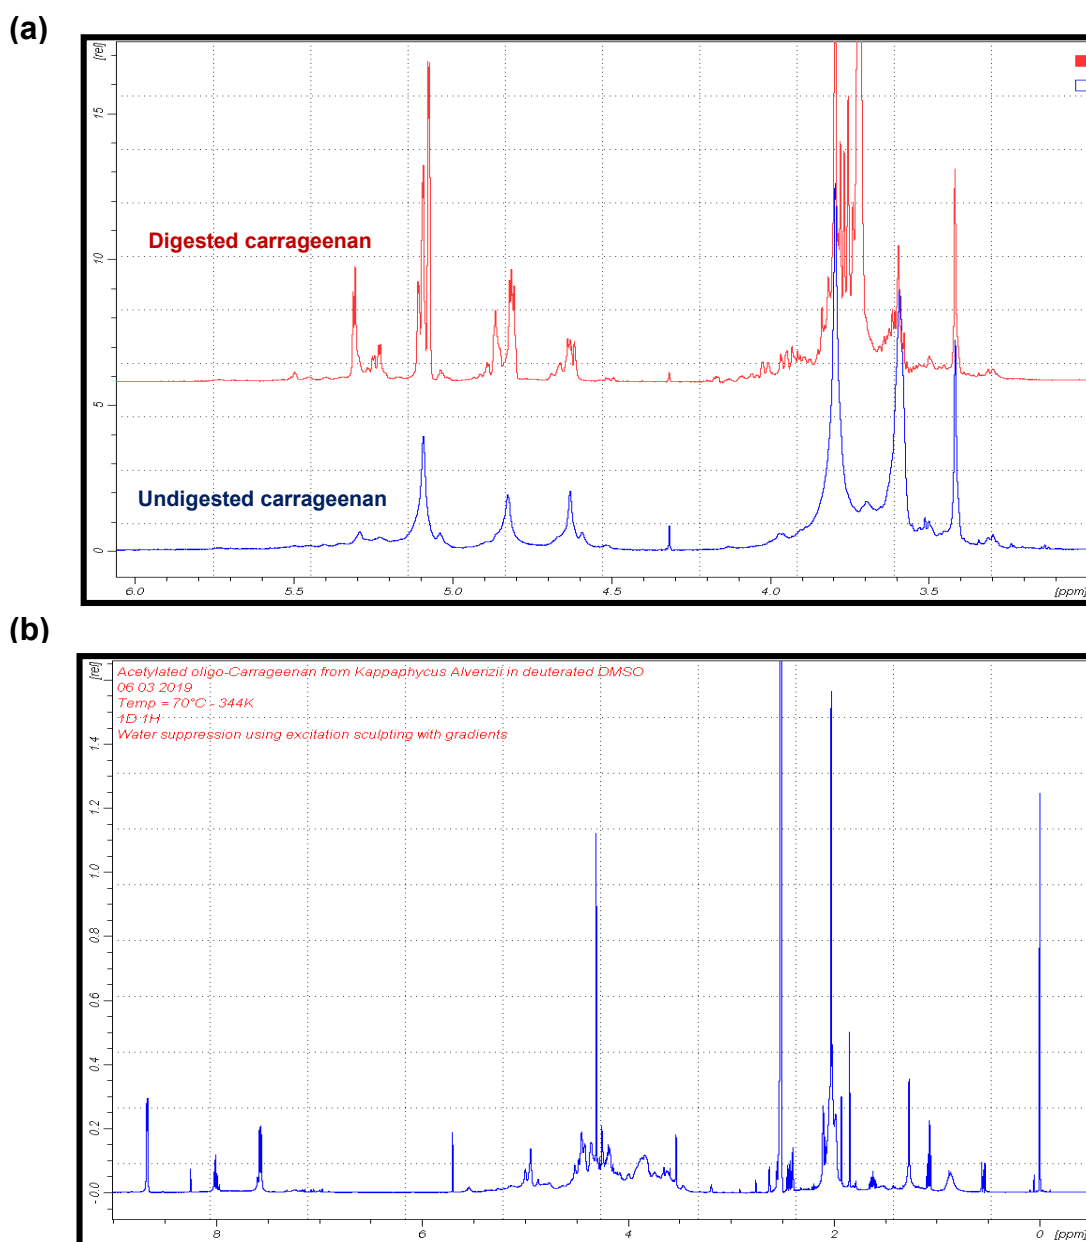 (a)
[rel]
15
10
5
0
Digested carrageenan
Undigested carrageenan
6.0 5.5 5.0 4.5 4.0 3.5 [ppm]
(b)
[rel]
Acetylated oligo-Carrageenan from Kappaphycus Alverizii in deuterated DMSO
06 03 2019
Temp = 70°C - 344K
1D 1H
Water suppression using excitation sculpting with gradients
1.4
1.2
1.0
0.8
0.6
0.4
0.2
-0.0
8 6 4 2 0 [ppm]